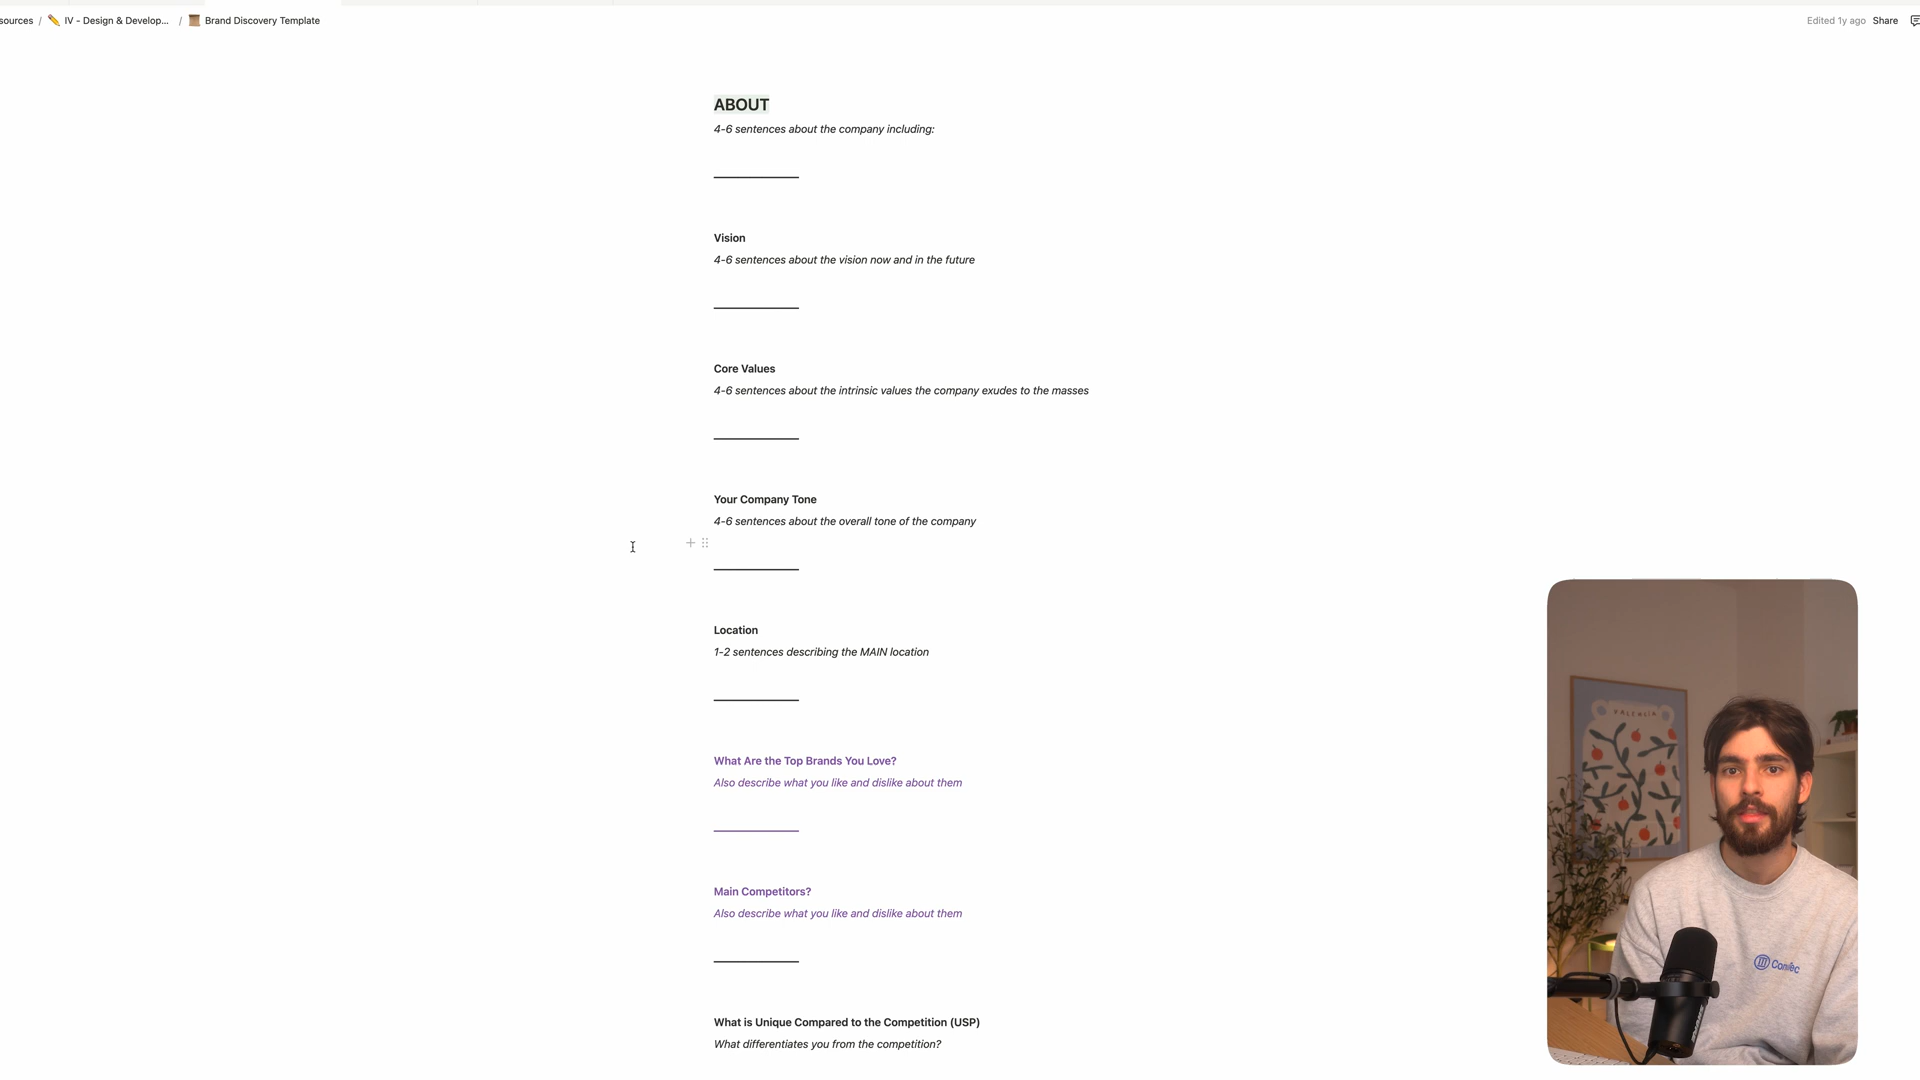 sources / IV - Design & Develop... / Brand Discovery Template
Edited 1y ago Share
ABOUT
4-6 sentences about the company including:
Vision
4-6 sentences about the vision now and in the future
Core Values
4-6 sentences about the intrinsic values the company exudes to the masses
Your Company Tone
4-6 sentences about the overall tone of the company
Location
1-2 sentences describing the MAIN location
What Are the Top Brands You Love?
Also describe what you like and dislike about them
Main Competitors?
Also describe what you like and dislike about them
What is Unique Compared to the Competition (USP)
What differentiates you from the competition?
VALENCIA